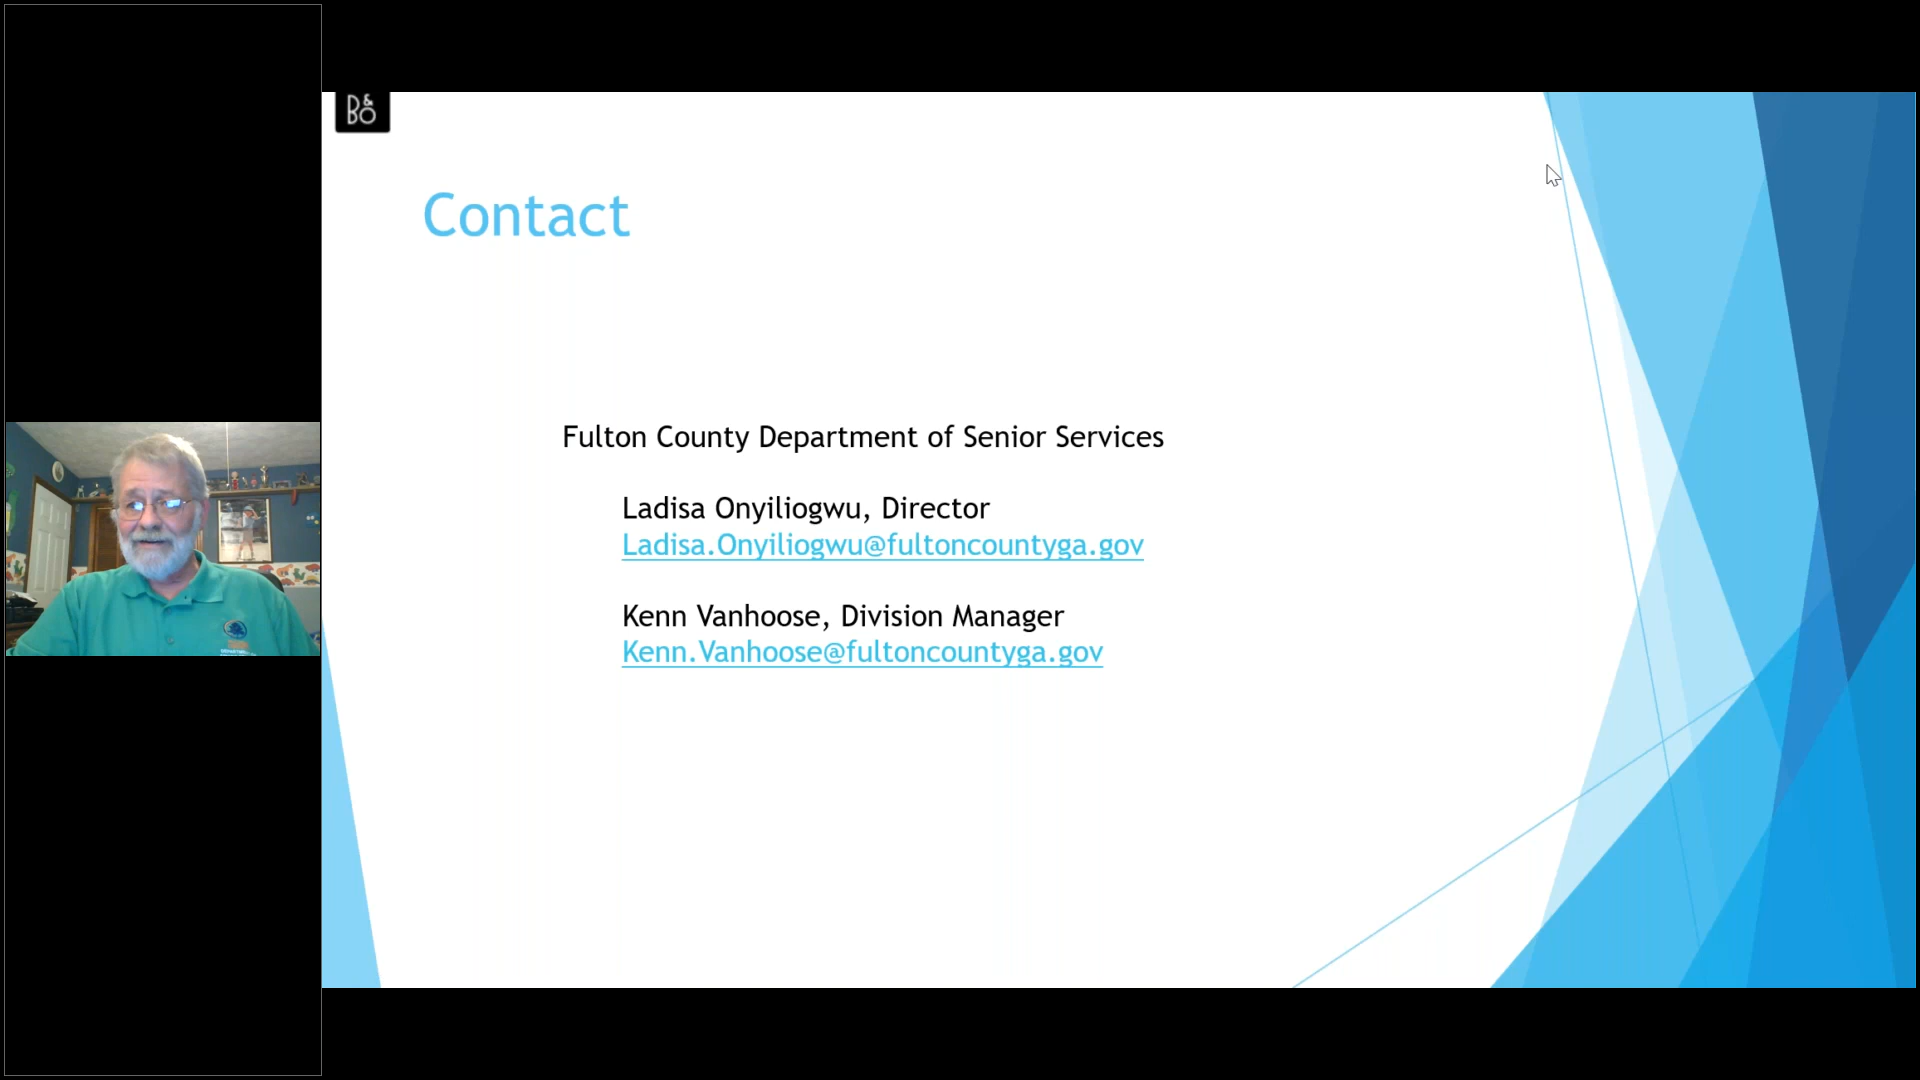 B&O
Contact
Fulton County Department of Senior Services
Ladisa Onyiliogwu, Director
Ladisa.Onyiliogwu@fultoncountyga.gov
Kenn Vanhoose, Division Manager
Kenn.Vanhoose@fultoncountyga.gov